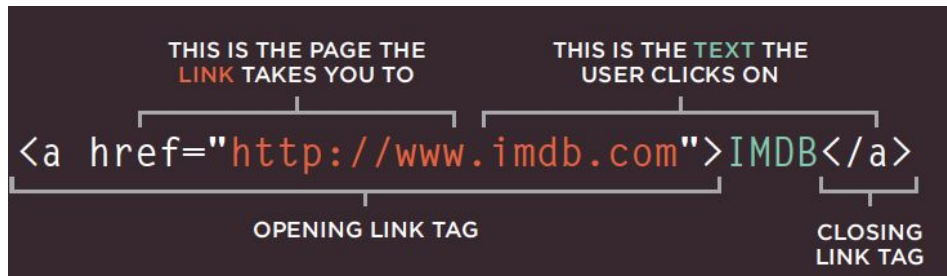 THIS IS THE PAGE THE
LINK TAKES YOU TO
THIS IS THE TEXT THE
USER CLICKS ON
<a href="http://www.imdb.com">IMDB</a>
OPENING LINK TAG
CLOSING
LINK TAG